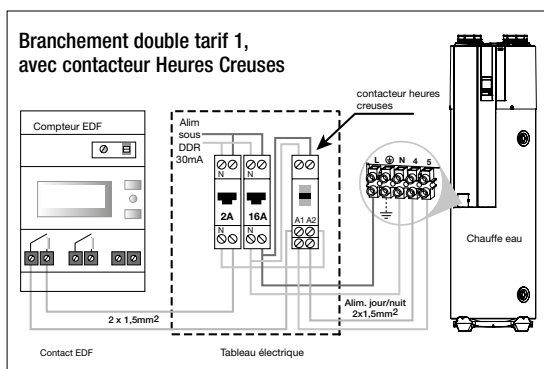 Branchement double tarif 1,
avec contacteur Heures Creuses
contacteur heures
creuses
Compteur EDF
Alim
sous
DDR
30mA
N
N
2A
16A
N
N
A1 A2
L
N
4
5
Chauffe eau
2 x 1,5mm2
Alim. jour/nuit
2x1,5mm2
Contact EDF
Tableau électrique